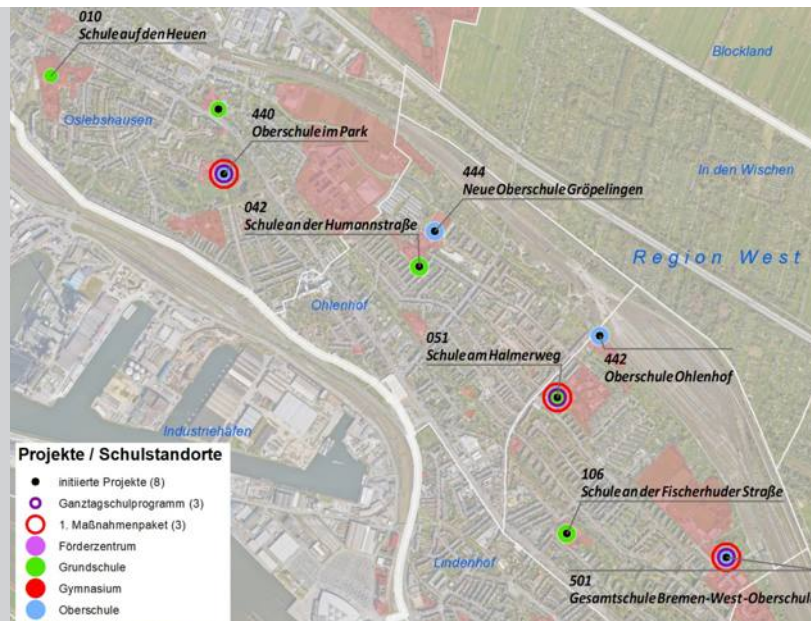 010
Schule auf den Heuen
Blockland
Oslebshausen
440
Oberschule im Park
444
Neue Oberschule Gröpelingen
In den Wischen
042
Schule an der Humannstraße
Region West
Ohlenhof
051
Schule am Halmerweg
442
Oberschule Ohlenhof
Industriehäfen
106
Schule an der Fischerhuder Straße
Lindenhof
501
Gesamtschule Bremen-West-Oberschule
Projekte / Schulstandorte
initiierte Projekte (8)
Ganztagschulprogramm (3)
1. Maßnahmenpaket (3)
Förderzentrum
Grundschule
Gymnasium
Oberschule